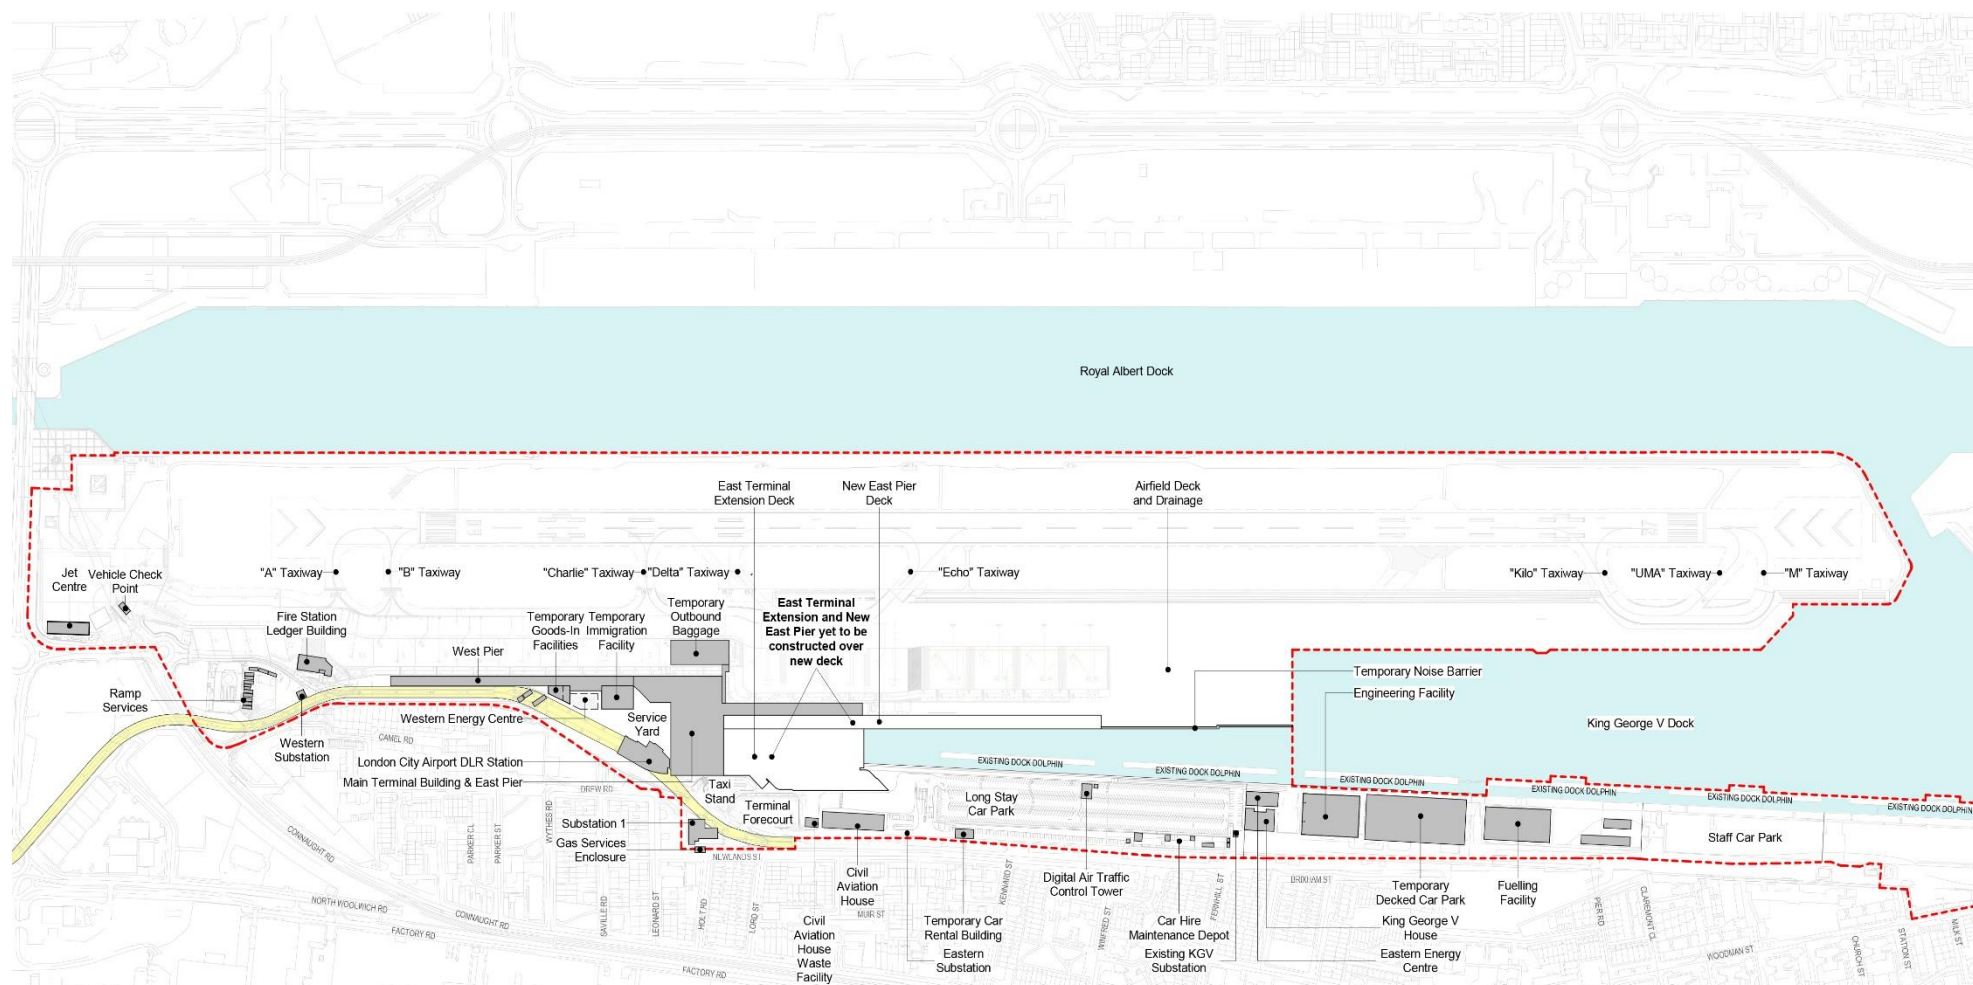 Royal Albert Dock
East Terminal
Extension Deck
New East Pier
Deck
Airfield Deck
and Drainage
Jet
Centre
Vehicle Check
Point
"A" Taxiway
"B" Taxiway
"Charlie" Taxiway
"Delta" Taxiway
"Echo" Taxiway
"Kilo" Taxiway
"UMA" Taxiway
"M" Taxiway
Fire Station
Ledger Building
Temporary
Goods-In
Facilities
Temporary
Immigration
Facility
Temporary
Outbound
Baggage
East Terminal
Extension and New
East Pier yet to be
constructed over
new deck
West Pier
Temporary Noise Barrier
Engineering Facility
Ramp
Services
Western Energy Centre
Service
Yard
King George V Dock
Western
Substation
CAMEL RD
London City Airport DLR Station
Main Terminal Building & East Pier
DREW RD
Taxi
Stand
Terminal
Forecourt
EXISTING DOCK DOLPHIN
EXISTING DOCK DOLPHIN
EXISTING DOCK DOLPHIN
EXISTING DOCK DOLPHIN
EXISTING DOCK DOLPHIN
EXISTING DOCK DOLPHIN
Long Stay
Car Park
Staff Car Park
Substation 1
Gas Services
Enclosure
NEWLANDS ST
CONNAUGHT RD
PARKER CL
PARKER ST
WYTHES RD
SAVILLE RD
LEONARD ST
HOLT RD
LORD ST
KENNARD ST
WINIFRED ST
FERNHILL ST
BRIXHAM ST
PIER RD
CLAREMONT CL
CHURCH ST
STATION ST
MILK ST
WOODMAN ST
MUIR ST
NORTH WOOLWICH RD
CONNAUGHT RD
FACTORY RD
FACTORY RD
Civil
Aviation
House
Civil
Aviation
House
Waste
Facility
Eastern
Substation
Temporary Car
Rental Building
Digital Air Traffic
Control Tower
Car Hire
Maintenance Depot
Existing KGV
Substation
Temporary
Decked Car Park
King George V
House
Eastern Energy
Centre
Fuelling
Facility